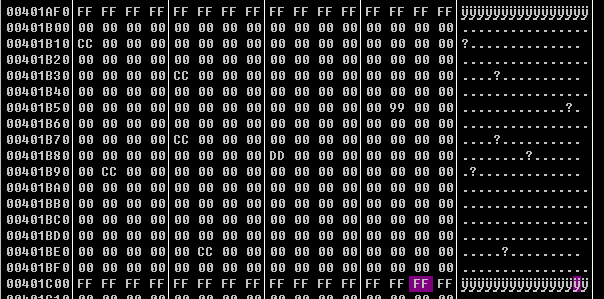 00401AF0 FF FF FF FF FF FF FF FF FF FF FF FF FF FF FF FF ÿÿÿÿÿÿÿÿÿÿÿÿÿÿÿÿ
00401B00 00 00 00 00 00 00 00 00 00 00 00 00 00 00 00 00 ................
00401B10 CC 00 00 00 00 00 00 00 00 00 00 00 00 00 00 00 ?...............
00401B20 00 00 00 00 00 00 00 00 00 00 00 00 00 00 00 00 ................
00401B30 00 00 00 00 CC 00 00 00 00 00 00 00 00 00 00 00 ....?...........
00401B40 00 00 00 00 00 00 00 00 00 00 00 00 00 00 00 00 ................
00401B50 00 00 00 00 00 00 00 00 00 00 00 00 00 99 00 00 .............?..
00401B60 00 00 00 00 00 00 00 00 00 00 00 00 00 00 00 00 ................
00401B70 00 00 00 00 CC 00 00 00 00 00 00 00 00 00 00 00 ....?...........
00401B80 00 00 00 00 00 00 00 00 DD 00 00 00 00 00 00 00 ........?.......
00401B90 00 CC 00 00 00 00 00 00 00 00 00 00 00 00 00 00 .?..............
00401BA0 00 00 00 00 00 00 00 00 00 00 00 00 00 00 00 00 ................
00401BB0 00 00 00 00 00 00 00 00 00 00 00 00 00 00 00 00 ................
00401BC0 00 00 00 00 00 00 00 00 00 00 00 00 00 00 00 00 ................
00401BD0 00 00 00 00 00 00 00 00 00 00 00 00 00 00 00 00 ................
00401BE0 00 00 00 00 00 CC 00 00 00 00 00 00 00 00 00 00 .....?..........
00401BF0 00 00 00 00 00 00 00 00 00 00 00 00 00 00 00 00 ................
00401C00 FF FF FF FF FF FF FF FF FF FF FF FF FF FF FF FF ÿÿÿÿÿÿÿÿÿÿÿÿÿÿÿÿ